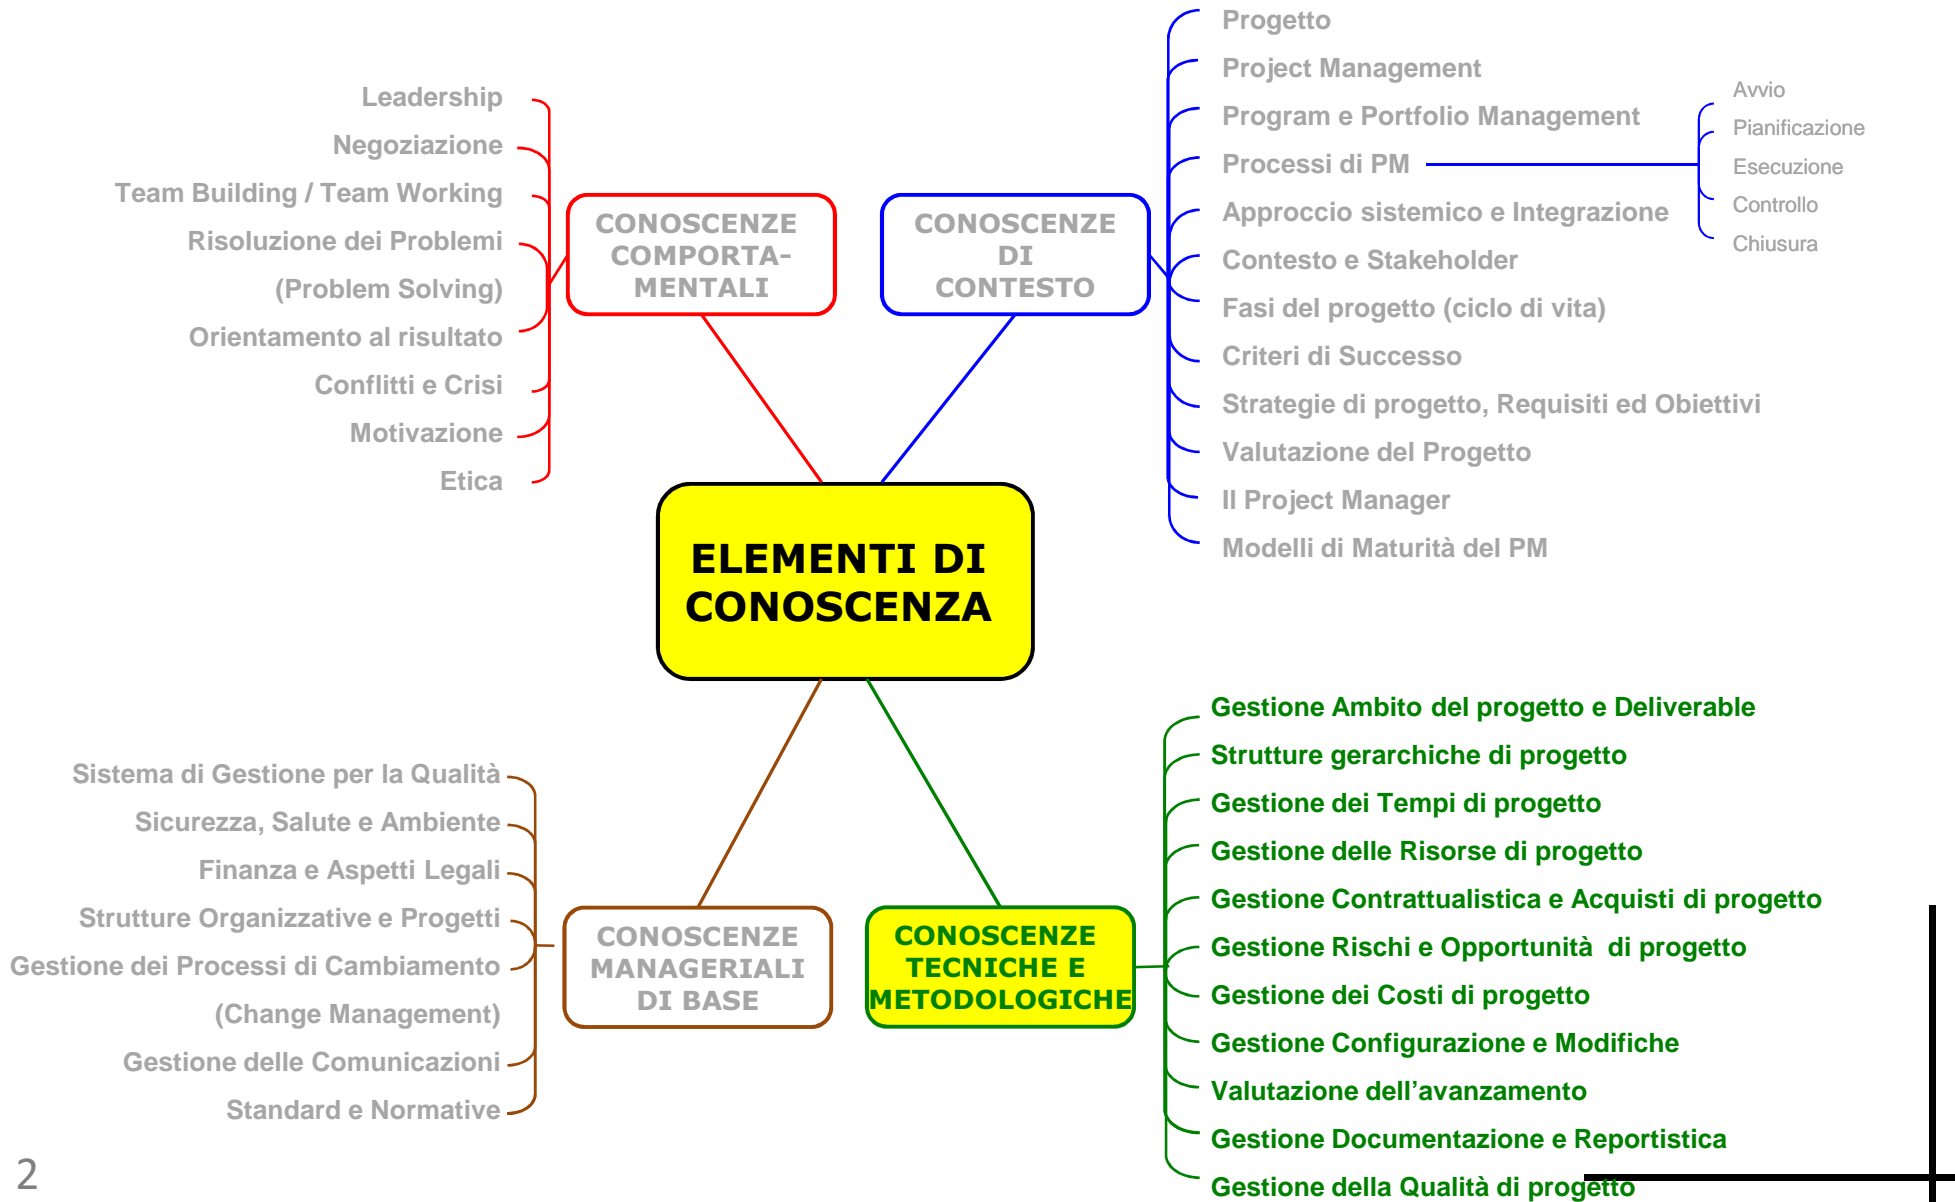 Leadership
Negoziazione
Team Building / Team Working
Risoluzione dei Problemi
(Problem Solving)
Orientamento al risultato
Conflitti e Crisi
Motivazione
Etica
CONOSCENZE
COMPORTA-
MENTALI
CONOSCENZE
DI
CONTESTO
Progetto
Project Management
Program e Portfolio Management
Processi di PM
Approccio sistemico e Integrazione
Contesto e Stakeholder
Fasi del progetto (ciclo di vita)
Criteri di Successo
Strategie di progetto, Requisiti ed Obiettivi
Valutazione del Progetto
Il Project Manager
Modelli di Maturità del PM
Avvio
Pianificazione
Esecuzione
Controllo
Chiusura
ELEMENTI DI
CONOSCENZA
Sistema di Gestione per la Qualità
Sicurezza, Salute e Ambiente
Finanza e Aspetti Legali
Strutture Organizzative e Progetti
Gestione dei Processi di Cambiamento
(Change Management)
Gestione delle Comunicazioni
Standard e Normative
CONOSCENZE
MANAGERIALI
DI BASE
CONOSCENZE
TECNICHE E
METODOLOGICHE
Gestione Ambito del progetto e Deliverable
Strutture gerarchiche di progetto
Gestione dei Tempi di progetto
Gestione delle Risorse di progetto
Gestione Contrattualistica e Acquisti di progetto
Gestione Rischi e Opportunità di progetto
Gestione dei Costi di progetto
Gestione Configurazione e Modifiche
Valutazione dell’avanzamento
Gestione Documentazione e Reportistica
Gestione della Qualità di progetto
2